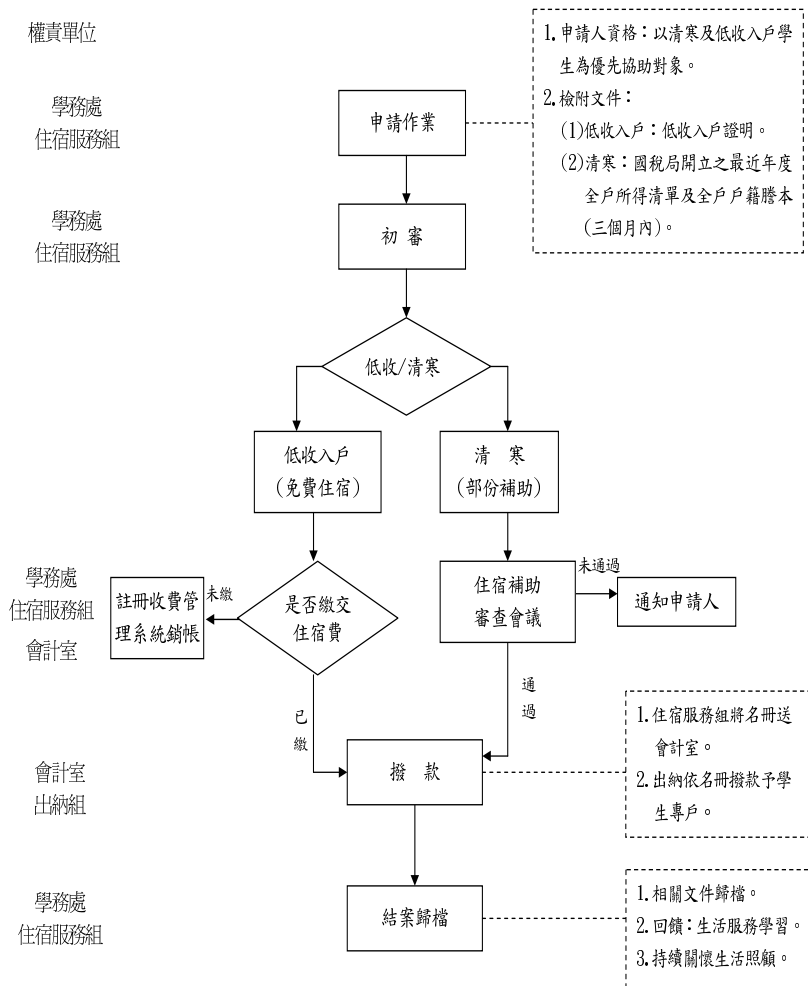 權責單位
1.申請人資格：以清寒及低收入戶學
生為優先協助對象。
2.檢附文件：
(1)低收入戶：低收入戶證明。
(2)清寒：國稅局開立之最近年度
全戶所得清單及全戶戶籍謄本
(三個月內)。
學務處
住宿服務組
申請作業
學務處
住宿服務組
初 審
低收/清寒
低收入戶
(免費住宿)
清 寒
(部份補助)
學務處
住宿服務組
會計室
註冊收費管
理系統銷帳
未繳
是否繳交
住宿費
住宿補助
審查會議
未通過
通知申請人
已
繳
通
過
會計室
出納組
撥 款
1.住宿服務組將名冊送
會計室。
2.出納依名冊撥款予學
生專戶。
學務處
住宿服務組
結案歸檔
1.相關文件歸檔。
2.回饋：生活服務學習。
3.持續關懷生活照顧。